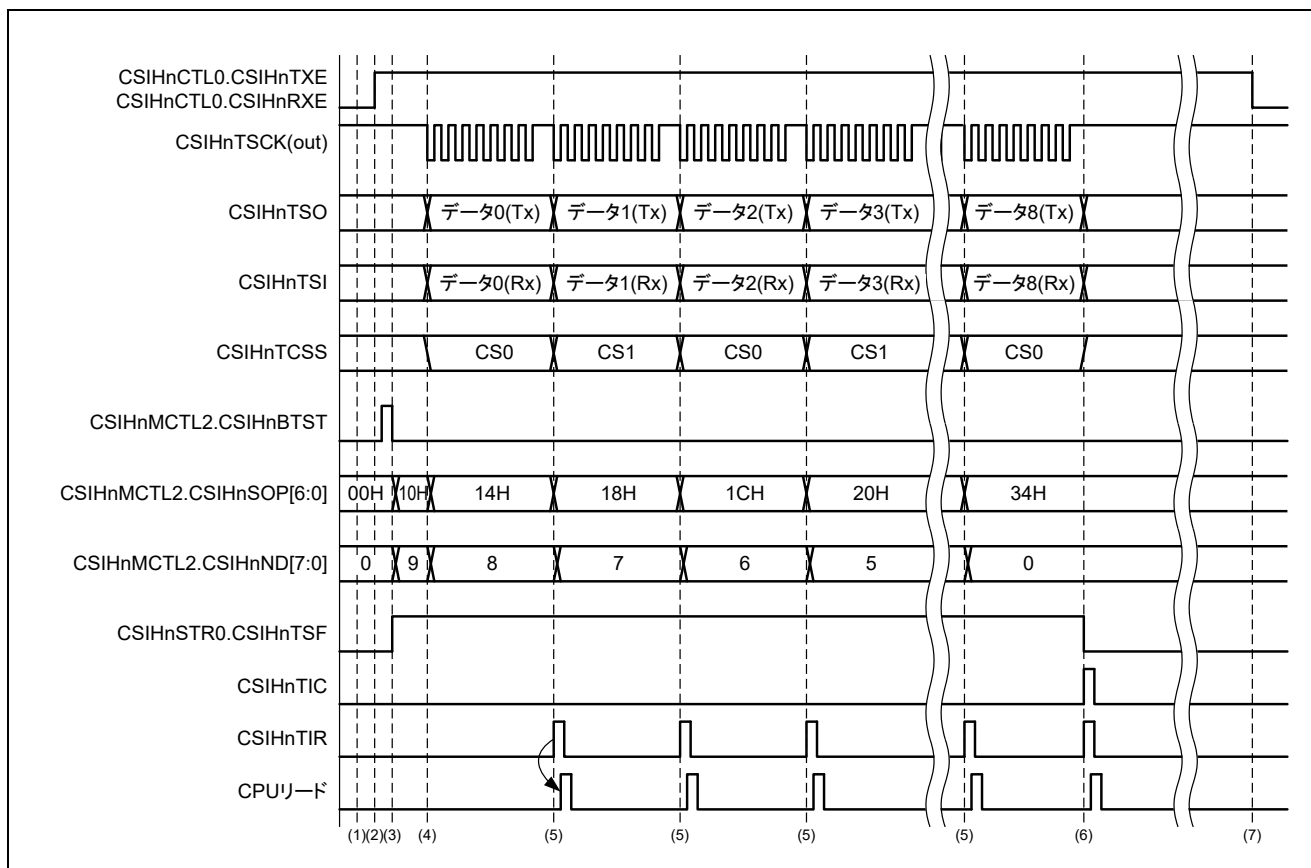 CSIHnCTL0.CSIHnTXE
CSIHnCTL0.CSIHnRXE
CSIHnTSCK(out)
CSIHnTSO データ0(Tx) データ1(Tx) データ2(Tx) データ3(Tx) データ8(Tx)
CSIHnTSI データ0(Rx) データ1(Rx) データ2(Rx) データ3(Rx) データ8(Rx)
CSIHnTCSS CS0 CS1 CS0 CS1 CS0
CSIHnMCTL2.CSIHnBTST
CSIHnMCTL2.CSIHnSOP[6:0] 00H 10H 14H 18H 1CH 20H 34H
CSIHnMCTL2.CSIHnND[7:0] 0 9 8 7 6 5 0
CSIHnSTR0.CSIHnTSF
CSIHnTIC
CSIHnTIR
CPUリード
(1) (2) (3) (4) (5) (5) (5) (5) (6) (7)